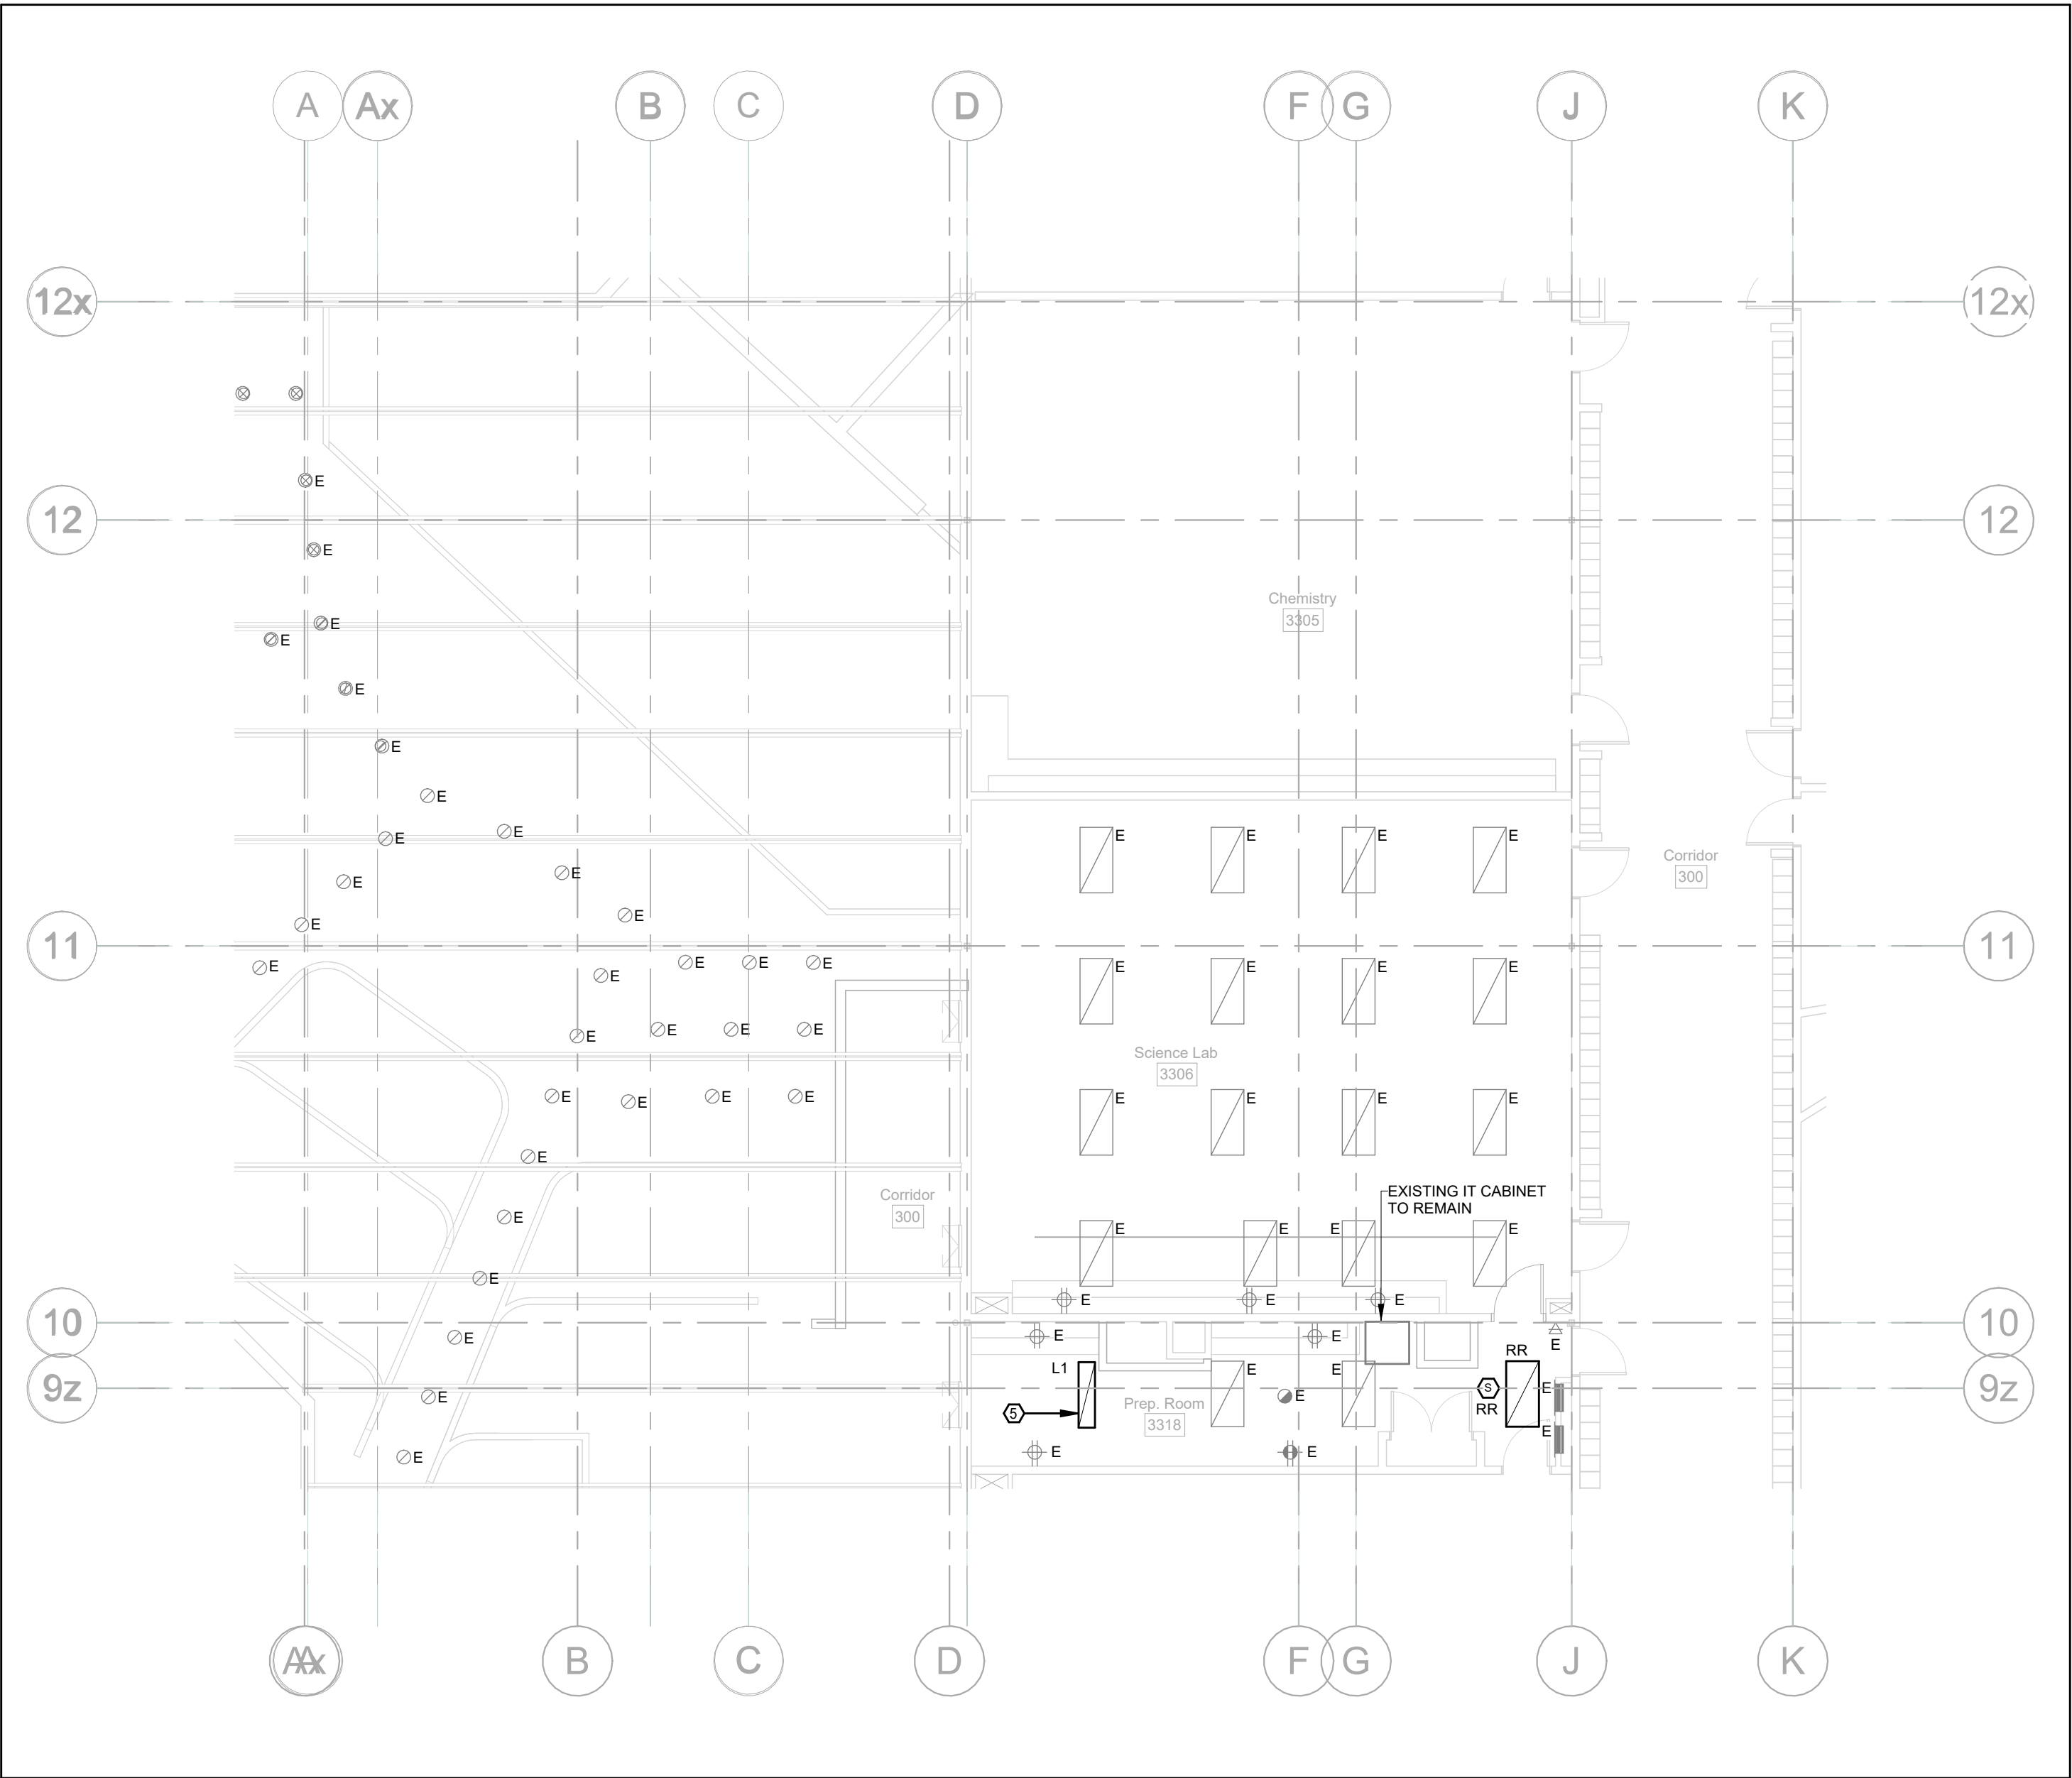 A Ax B C D F G J K
12x 12x
E
12 12
E
Chemistry
3305
E
E
E
E
E
E
E
E E E E
E
Corridor
300
E
E
E
E
11 11
E
E E E
E
E E E E
E
E E E
Science Lab
3306
E
E
E
E
E E E E
E
EXISTING IT CABINET
TO REMAIN
Corridor
300
E
E E E E
E
E E E
10 10
E
E E
E
RR
L1
E E
9z 9z
S
E
E
E
RR
Prep. Room
3318
5
E
E
E E
AAx B C D F G J K